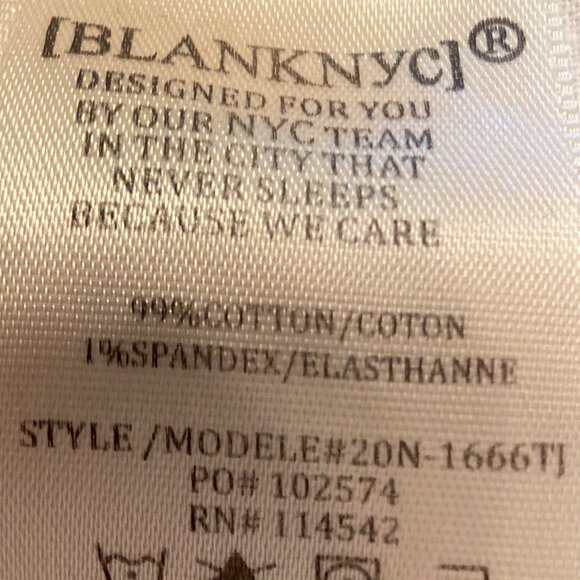 [BLANKNYC]®
DESIGNED FOR YOU
BY OUR NYC TEAM
IN THE CITY THAT
NEVER SLEEPS
BECAUSE WE CARE
99%COTTON/COTON
1%SPANDEX/ELASTHANNE
STYLE/MODELE#20N-1666TJ
PO# 102574
RN# 114542